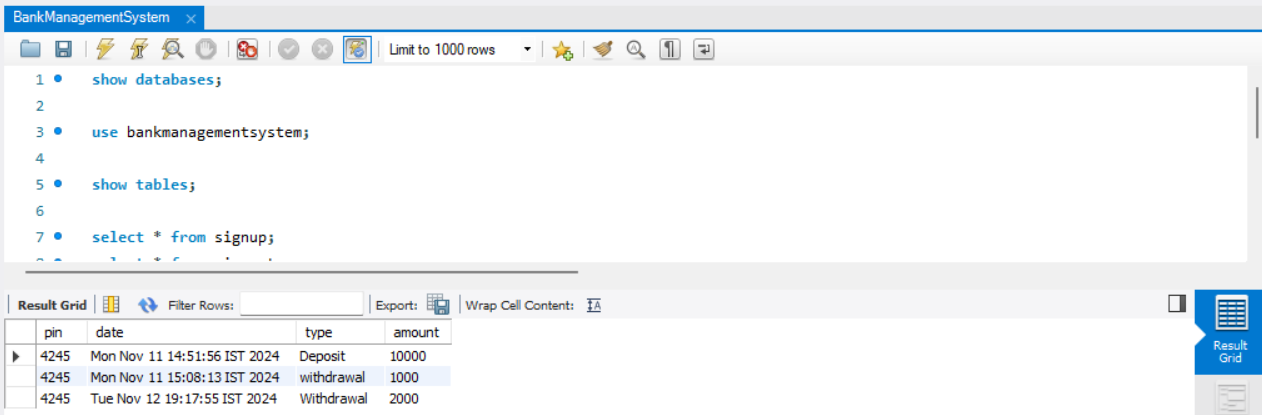 BankManagementSystem ×
Limit to 1000 rows
1 show databases;
2
3 use bankmanagementsystem;
4
5 show tables;
6
7 select * from signup;
Result Grid Filter Rows: Export: Wrap Cell Content: IA
pin date type amount
4245 Mon Nov 11 14:51:56 IST 2024 Deposit 10000
4245 Mon Nov 11 15:08:13 IST 2024 withdrawal 1000
4245 Tue Nov 12 19:17:55 IST 2024 Withdrawal 2000
Result
Grid